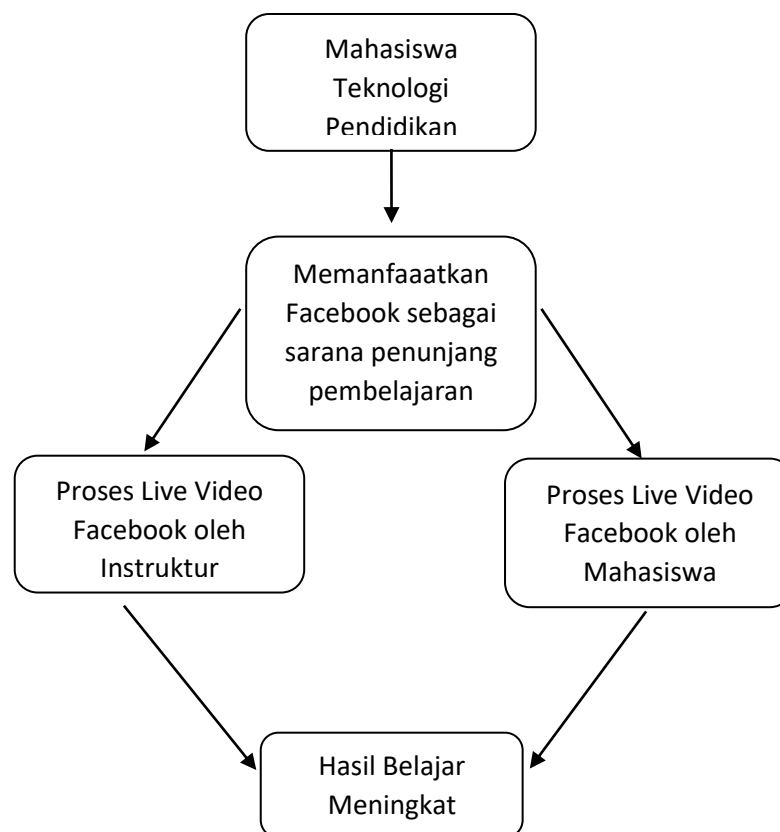 Mahasiswa
Teknologi
Pendidikan
Memanfaaatkan
Facebook sebagai
sarana penunjang
pembelajaran
Proses Live Video
Facebook oleh
Instruktur
Proses Live Video
Facebook oleh
Mahasiswa
Hasil Belajar
Meningkat